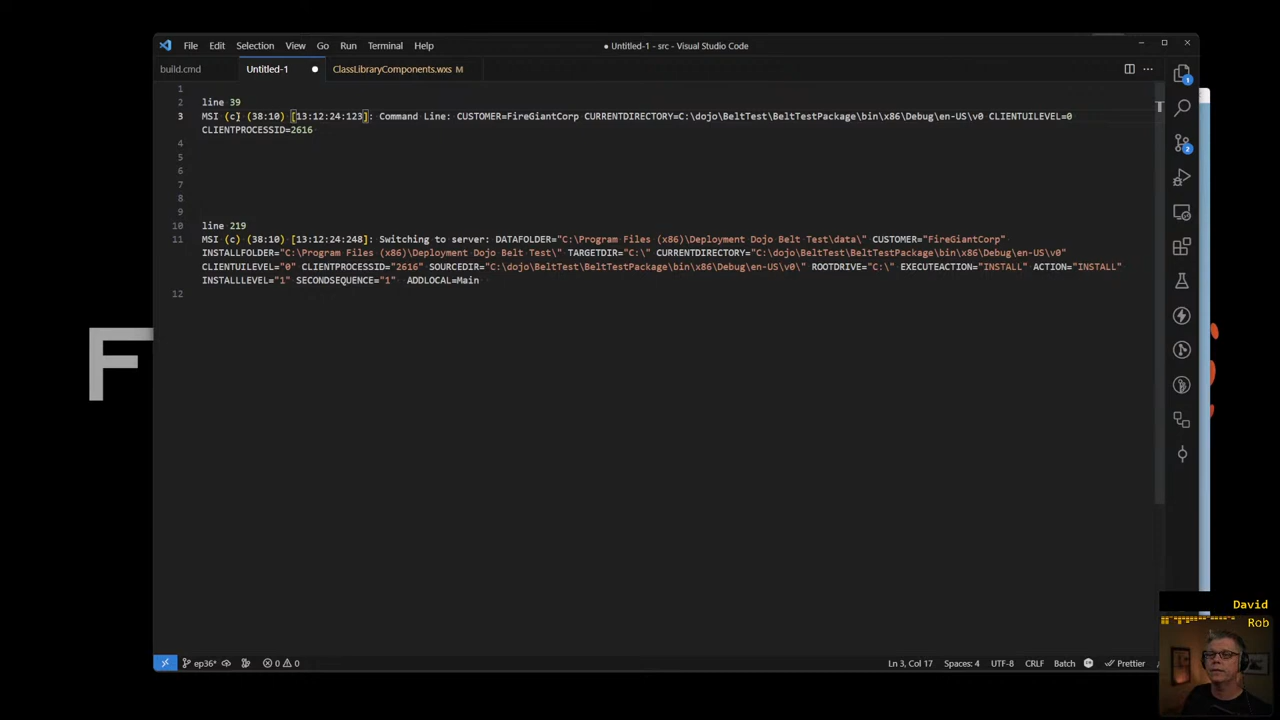 File Edit Selection View Go Run Terminal Help
● Untitled-1 - src - Visual Studio Code
build.cmd
Untitled-1 ●
ClassLibraryComponents.wxs M
1
2 line 39
3 MSI (c) (38:10) [13:12:24:123]: Command Line: CUSTOMER=FireGiantCorp CURRENTDIRECTORY=C:\dojo\BeltTest\BeltTestPackage\bin\x86\Debug\en-US\v0 CLIENTUILEVEL=0
CLIENTPROCESSID=2616
4
5
6
7
8
9
10 line 219
11 MSI (c) (38:10) [13:12:24:248]: Switching to server: DATAFOLDER="C:\Program Files (x86)\Deployment Dojo Belt Test\data\" CUSTOMER="FireGiantCorp"
INSTALLFOLDER="C:\Program Files (x86)\Deployment Dojo Belt Test\" TARGETDIR="C:\" CURRENTDIRECTORY="C:\dojo\BeltTest\BeltTestPackage\bin\x86\Debug\en-US\v0"
CLIENTUILEVEL="0" CLIENTPROCESSID="2616" SOURCEDIR="C:\dojo\BeltTest\BeltTestPackage\bin\x86\Debug\en-US\v0\" ROOTDRIVE="C:\" EXECUTEACTION="INSTALL" ACTION="INSTALL"
INSTALLLEVEL="1" SECONDSEQUENCE="1" ADDLOCAL=Main
12
1
2
F
David
Rob
ep36* 0 0
Ln 3, Col 17 Spaces: 4 UTF-8 CRLF Batch Prettier